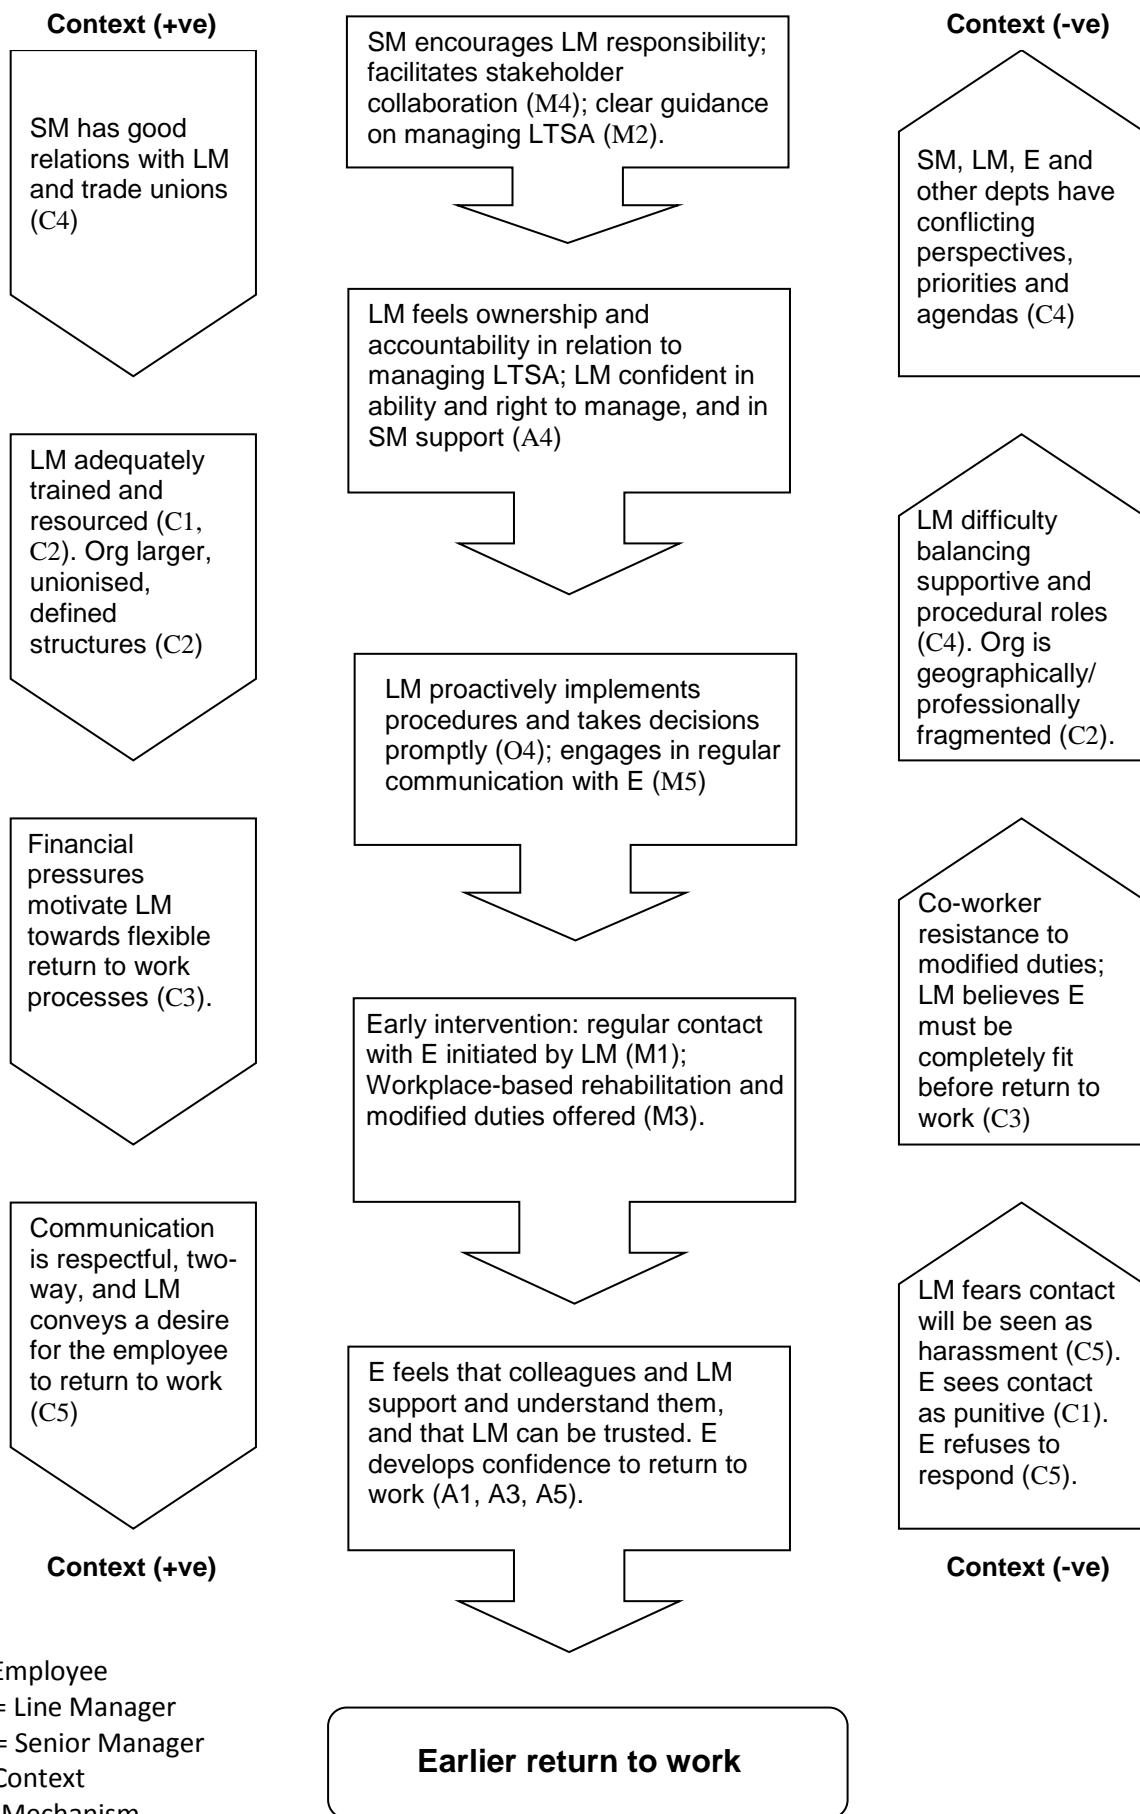 Context (+ve)
SM has good
relations with LM
and trade unions
(C4)
LM adequately
trained and
resourced (C1,
C2). Org larger,
unionised,
defined
structures (C2)
Financial
pressures
motivate LM
towards flexible
return to work
processes (C3).
Communication
is respectful, two-
way, and LM
conveys a desire
for the employee
to return to work
(C5)
Context (+ve)
SM encourages LM responsibility;
facilitates stakeholder
collaboration (M4); clear guidance
on managing LTSA (M2).
LM feels ownership and
accountability in relation to
managing LTSA; LM confident in
ability and right to manage, and in
SM support (A4)
LM proactively implements
procedures and takes decisions
promptly (O4); engages in regular
communication with E (M5)
Early intervention: regular contact
with E initiated by LM (M1);
Workplace-based rehabilitation and
modified duties offered (M3).
E feels that colleagues and LM
support and understand them,
and that LM can be trusted. E
develops confidence to return to
work (A1, A3, A5).
Earlier return to work
Context (-ve)
SM, LM, E and
other depts have
conflicting
perspectives,
priorities and
agendas (C4)
LM difficulty
balancing
supportive and
procedural roles
(C4). Org is
geographically/
professionally
fragmented (C2).
Co-worker
resistance to
modified duties;
LM believes E
must be
completely fit
before return to
work (C3)
LM fears contact
will be seen as
harassment (C5).
E sees contact
as punitive (C1).
E refuses to
respond (C5).
Context (-ve)
Employee
= Line Manager
= Senior Manager
Context
Mechanism